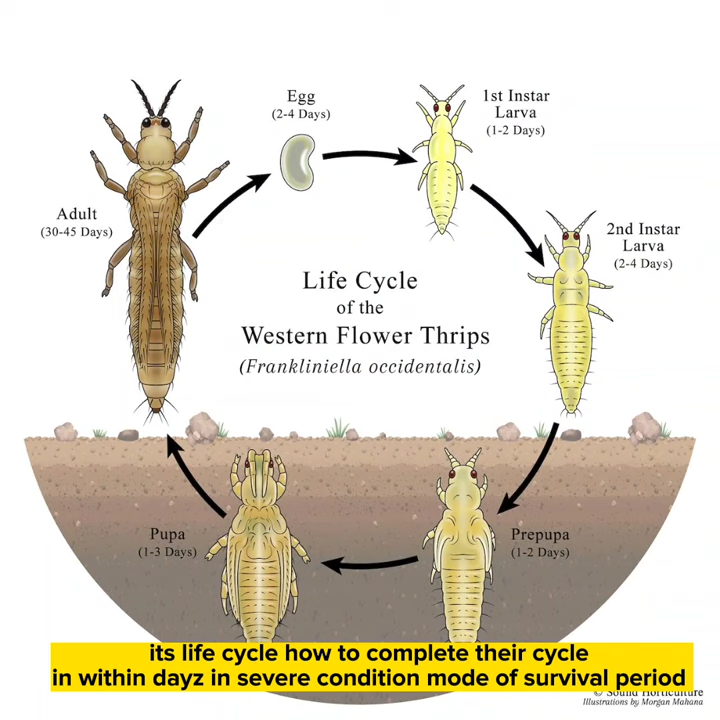 Egg
(2-4 Days)
1st Instar
Larva
(1-2 Days)
Adult
(30-45 Days)
2nd Instar
Larva
(2-4 Days)
Life Cycle
of the
Western Flower Thrips
(Frankliniella occidentalis)
Pupa
(1-3 Days)
Prepupa
(1-2 Days)
its life cycle how to complete their cycle
in within dayz in severe condition mode of survival period
© Sound Horticulture
Illustrations by Morgan Mahana